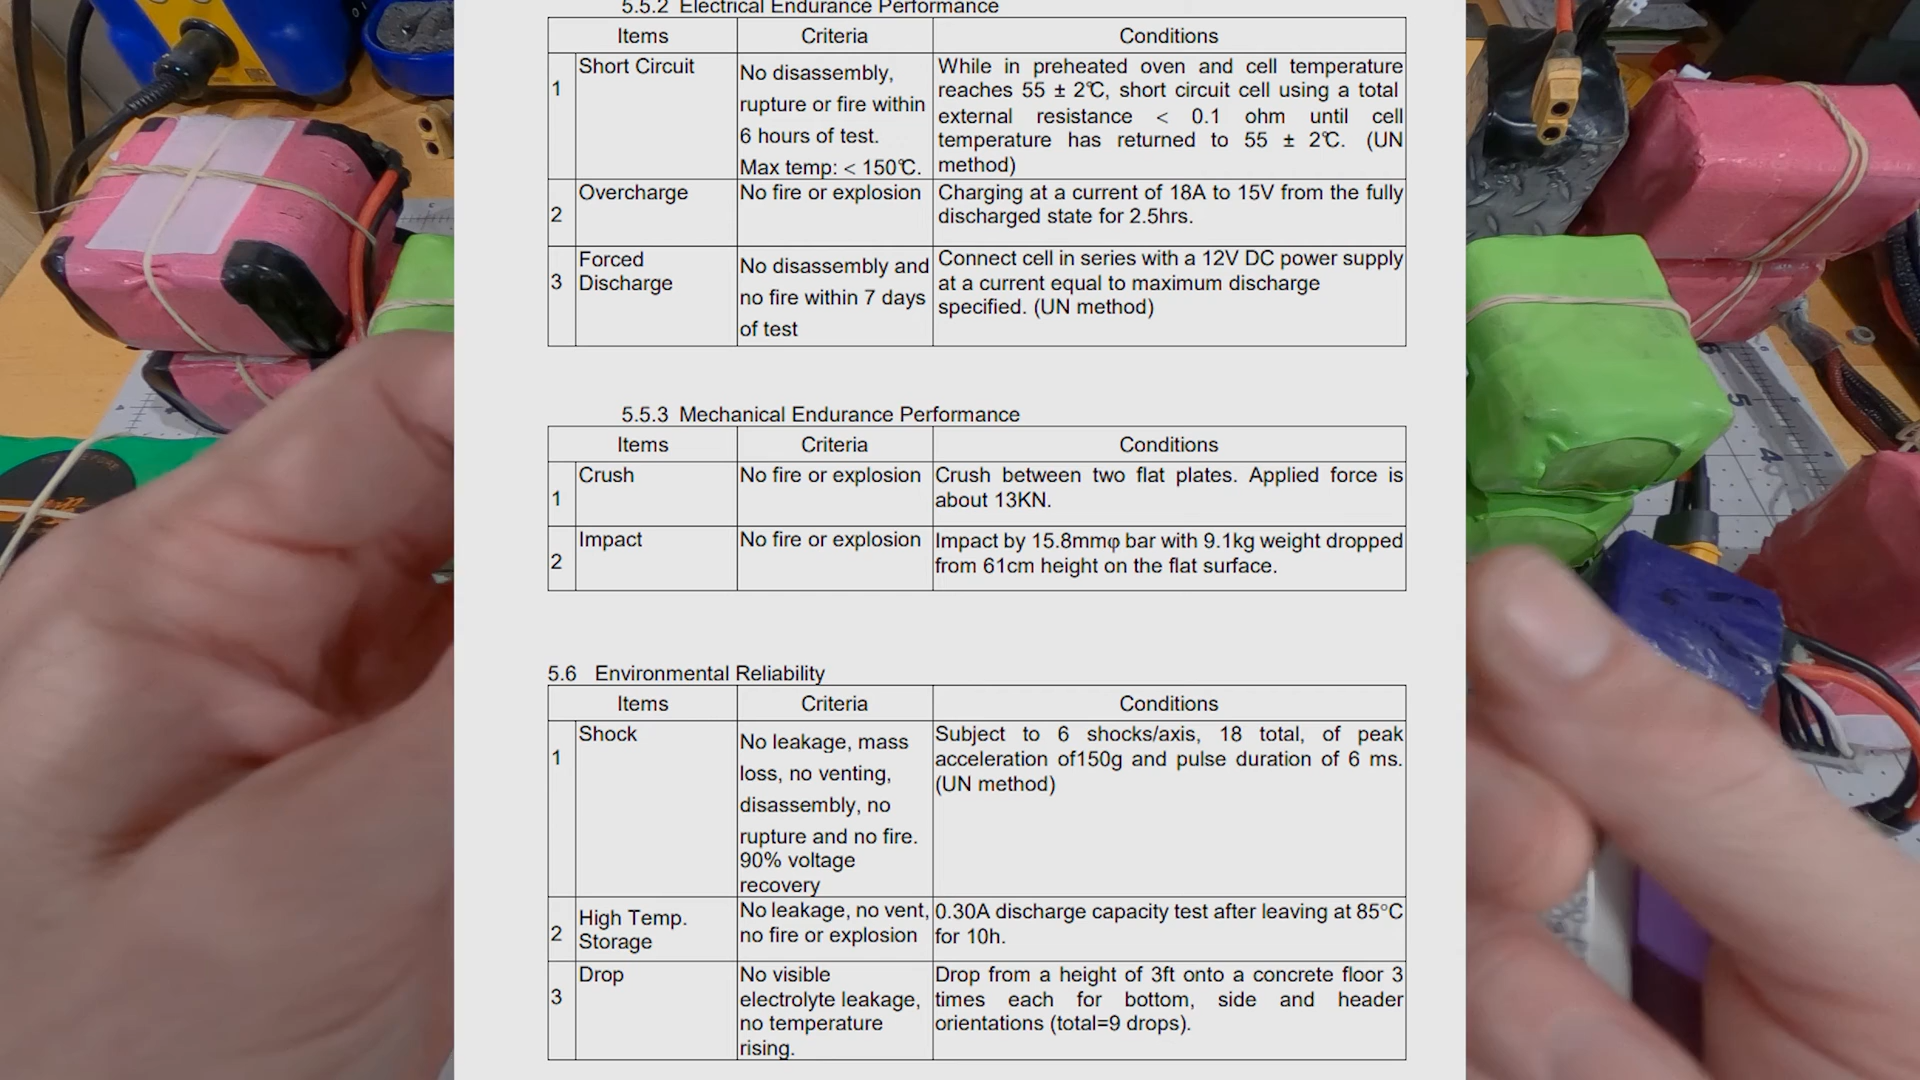 5.5.2 Electrical Endurance Performance
Items Criteria Conditions
1 Short Circuit
No disassembly,
rupture or fire within
6 hours of test.
Max temp: < 150℃.
While in preheated oven and cell temperature
reaches 55 ± 2℃, short circuit cell using a total
external resistance < 0.1 ohm until cell
temperature has returned to 55 ± 2℃. (UN
method)
2 Overcharge
No fire or explosion
Charging at a current of 18A to 15V from the fully
discharged state for 2.5hrs.
3 Forced
Discharge
No disassembly and
no fire within 7 days
of test
Connect cell in series with a 12V DC power supply
at a current equal to maximum discharge
specified. (UN method)
5.5.3 Mechanical Endurance Performance
Items Criteria Conditions
1 Crush
No fire or explosion
Crush between two flat plates. Applied force is
about 13KN.
2 Impact
No fire or explosion
Impact by 15.8mmφ bar with 9.1kg weight dropped
from 61cm height on the flat surface.
5.6 Environmental Reliability
Items Criteria Conditions
1 Shock
No leakage, mass
loss, no venting,
disassembly, no
rupture and no fire.
90% voltage
recovery
Subject to 6 shocks/axis, 18 total, of peak
acceleration of150g and pulse duration of 6 ms.
(UN method)
2 High Temp.
Storage
No leakage, no vent,
no fire or explosion
0.30A discharge capacity test after leaving at 85°C
for 10h.
3 Drop
No visible
electrolyte leakage,
no temperature
rising.
Drop from a height of 3ft onto a concrete floor 3
times each for bottom, side and header
orientations (total=9 drops).
5
4